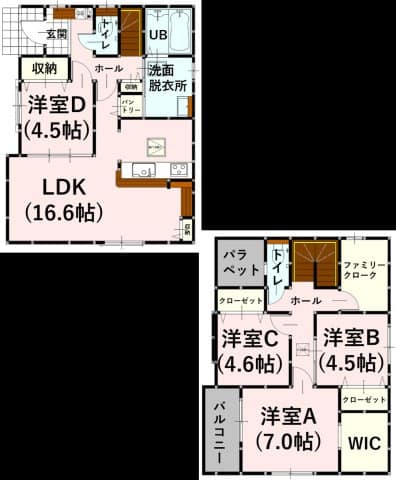 玄関
トイレ
UB
収納
ホール
洗面
脱衣所
収納
洋室D
(4.5帖)
パン
トリー
LDK
(16.6帖)
収納
パラ
ペット
トイレ
ファミリー
クローク
クローゼット
ホール
洋室C
(4.6帖)
洋室B
(4.5帖)
クローゼット
バルコニー
洋室A
(7.0帖)
WIC